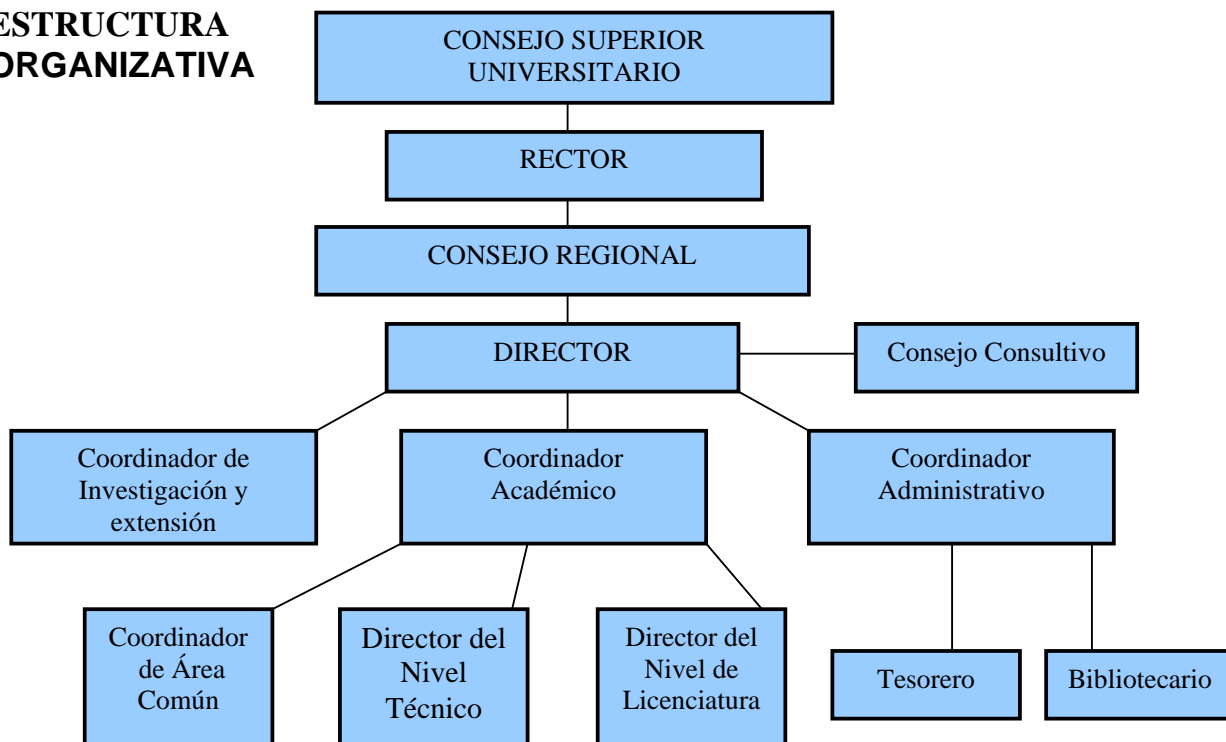 ESTRUCTURA
ORGANIZATIVA
CONSEJO SUPERIOR
UNIVERSITARIO
RECTOR
CONSEJO REGIONAL
DIRECTOR
Consejo Consultivo
Coordinador de
Investigación y
extensión
Coordinador
Académico
Coordinador
Administrativo
Coordinador
de Área
Común
Director del
Nivel
Técnico
Director del
Nivel de
Licenciatura
Tesorero
Bibliotecario